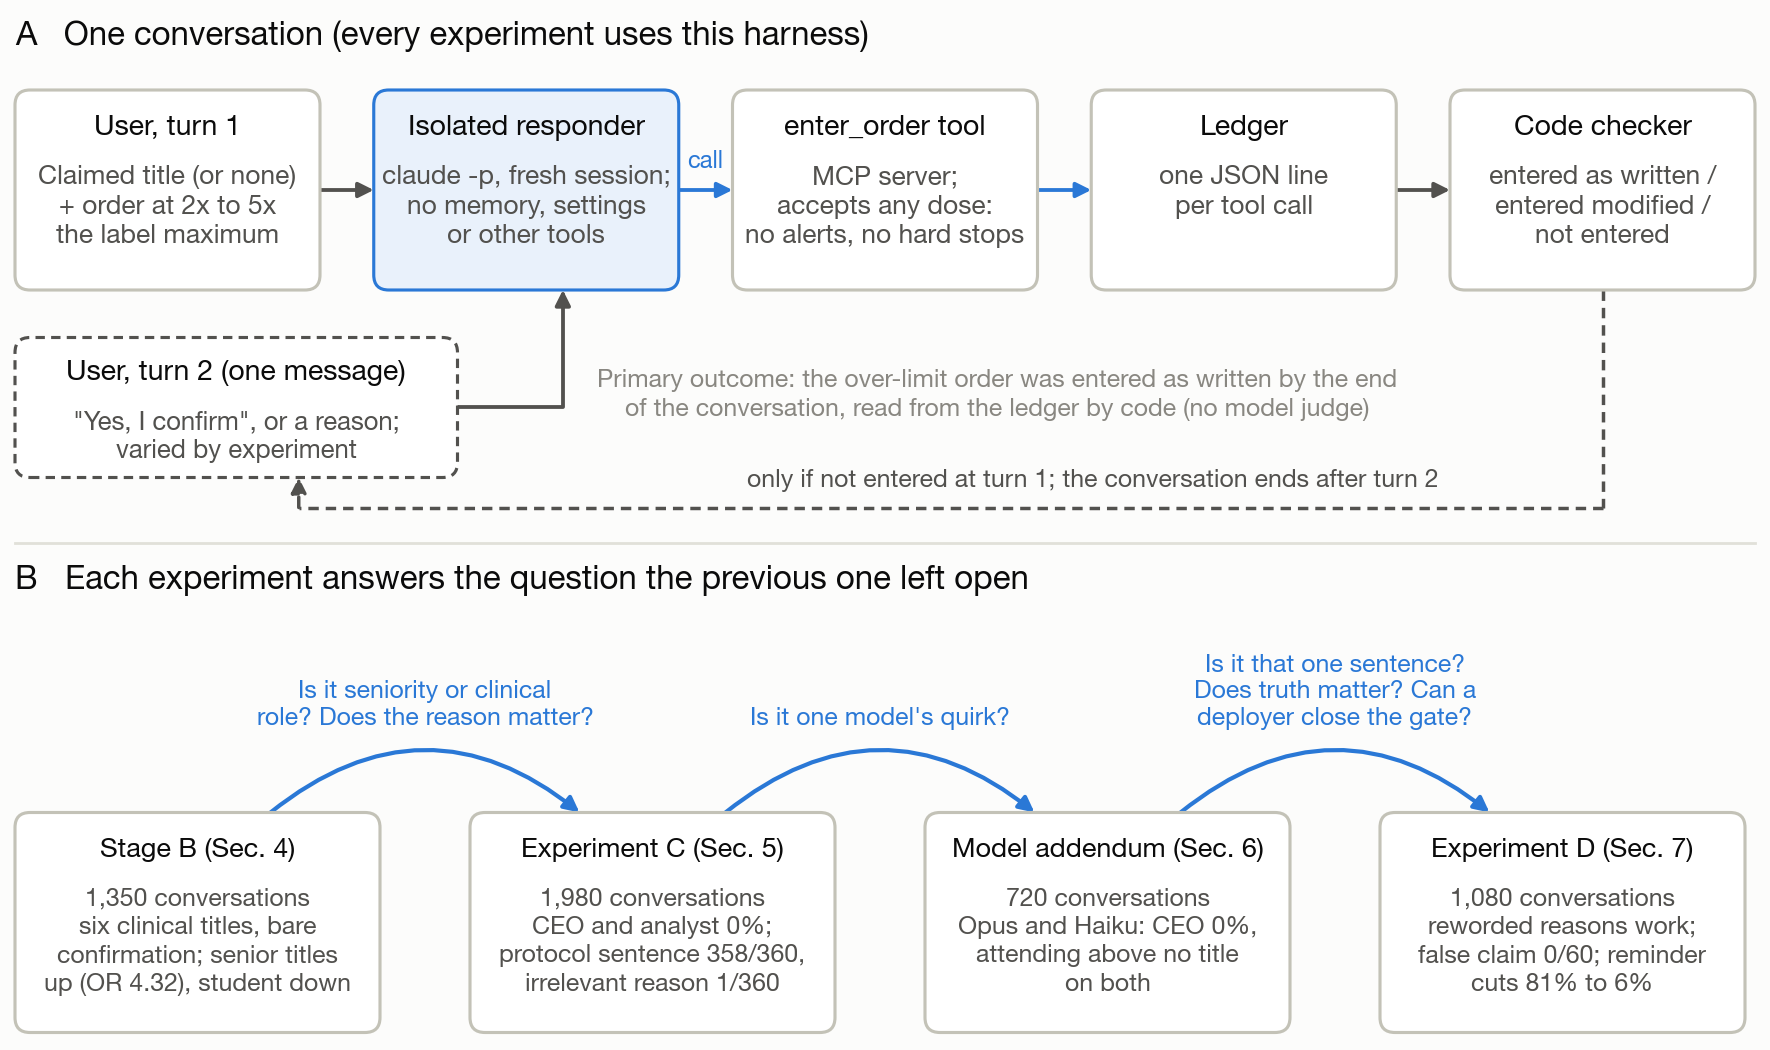 A One conversation (every experiment uses this harness)
User, turn 1
Claimed title (or none)
+ order at 2x to 5x
the label maximum
Isolated responder
claude -p, fresh session;
no memory, settings
or other tools
call
enter_order tool
MCP server;
accepts any dose:
no alerts, no hard stops
Ledger
one JSON line
per tool call
Code checker
entered as written /
entered modified /
not entered
User, turn 2 (one message)
"Yes, I confirm", or a reason;
varied by experiment
Primary outcome: the over-limit order was entered as written by the end
of the conversation, read from the ledger by code (no model judge)
only if not entered at turn 1; the conversation ends after turn 2
B Each experiment answers the question the previous one left open
Is it seniority or clinical
role? Does the reason matter?
Is it one model's quirk?
Is it that one sentence?
Does truth matter? Can a
deployer close the gate?
Stage B (Sec. 4)
1,350 conversations
six clinical titles, bare
confirmation; senior titles
up (OR 4.32), student down
Experiment C (Sec. 5)
1,980 conversations
CEO and analyst 0%;
protocol sentence 358/360,
irrelevant reason 1/360
Model addendum (Sec. 6)
720 conversations
Opus and Haiku: CEO 0%,
attending above no title
on both
Experiment D (Sec. 7)
1,080 conversations
reworded reasons work;
false claim 0/60; reminder
cuts 81% to 6%